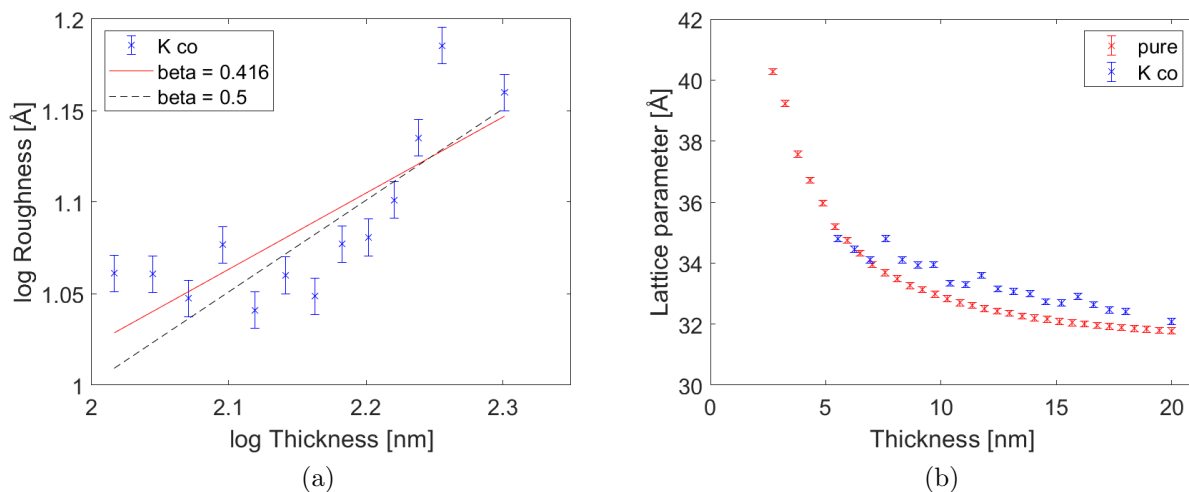 1.2
1.15
1.1
1.05
1
log Roughness [Å]
K co
beta = 0.416
beta = 0.5
2
2.1
2.2
2.3
log Thickness [nm]
(a)
42
40
38
36
34
32
30
Lattice parameter [Å]
pure
K co
0
5
10
15
20
Thickness [nm]
(b)